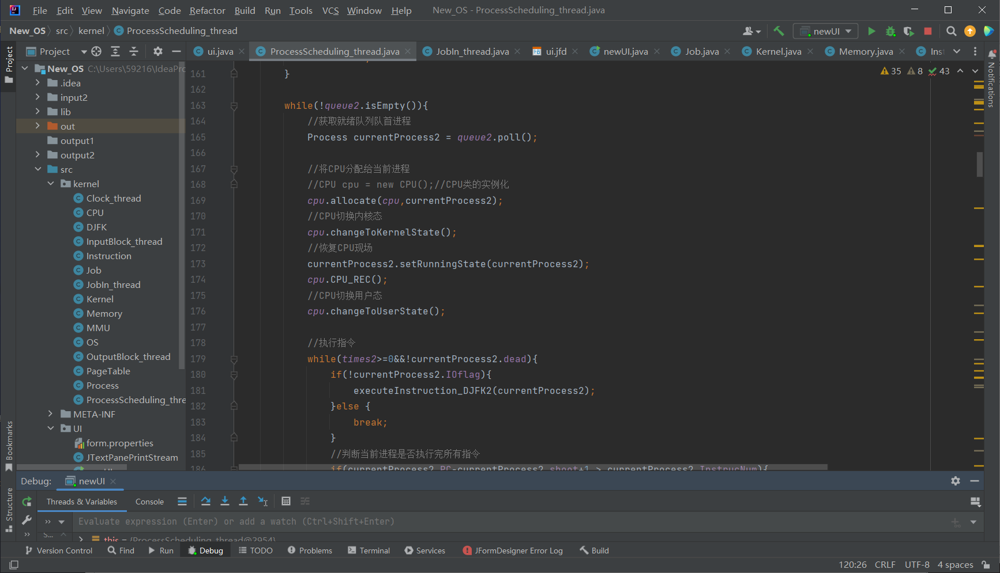 File Edit View Navigate Code Refactor Build Run Tools VCS Window Help New_OS - ProcessScheduling_thread.java
New_OS src kernel ProcessScheduling_thread newUI
Project
Project ui.java ProcessScheduling_thread.java JobIn_thread.java ui.jfd newUI.java Job.java Kernel.java Memory.java Ins
Notifications
New_OS C:\Users\59216\IdeaPro
.idea
input2
lib
out
output1
output2
src
kernel
Clock_thread
CPU
DJFK
InputBlock_thread
Instruction
Job
JobIn_thread
Kernel
Memory
MMU
OS
OutputBlock_thread
PageTable
Process
ProcessScheduling_thre
META-INF
UI
form.properties
JTextPanePrintStream
35 8 43
161 }
162
163 while(!queue2.isEmpty()){
164 //获取就绪队列队首进程
165 Process currentProcess2 = queue2.poll();
166
167 //将CPU分配给当前进程
168 //CPU cpu = new CPU();//CPU类的实例化
169 cpu.allocate(cpu,currentProcess2);
170 //CPU切换内核态
171 cpu.changeToKernelState();
172 //恢复CPU现场
173 currentProcess2.setRunningState(currentProcess2);
174 cpu.CPU_REC();
175 //CPU切换用户态
176 cpu.changeToUserState();
177
178 //执行指令
179 while(times2>=0&&!currentProcess2.dead){
180 if(!currentProcess2.IOflag){
181 executeInstruction_DJFK2(currentProcess2);
182 }else {
183 break;
184 }
185 //判断当前进程是否执行完所有指令
186 if(currentProcess2.PC-currentProcess2.shoot+1 > currentProcess2.InstrucNum){
Bookmarks
Structure
Debug: newUI
Threads & Variables Console
Evaluate expression (Enter) or add a watch (Ctrl+Shift+Enter)
S...
this = {ProcessScheduling_thread@2954}
Version Control Find Run Debug TODO Problems Terminal Services JFormDesigner Error Log Build
120:26 CRLF UTF-8 4 spaces